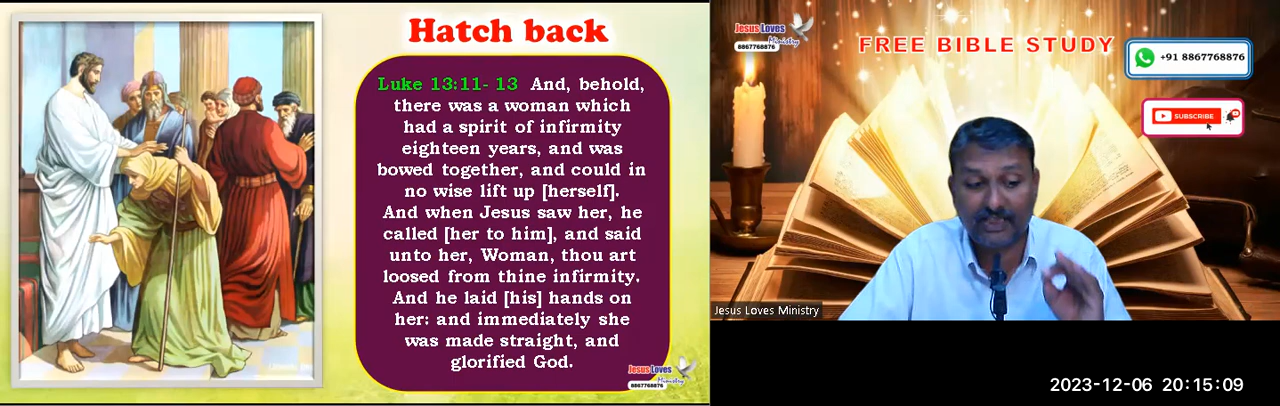 Hatch back
Luke 13:11- 13 And, behold,
there was a woman which
had a spirit of infirmity
eighteen years, and was
bowed together, and could in
no wise lift up [herself].
And when Jesus saw her, he
called [her to him], and said
unto her, Woman, thou art
loosed from thine infirmity.
And he laid [his] hands on
her: and immediately she
was made straight, and
glorified God.
Jesus Loves
Ministry
8867768876
Jesus Loves
Ministry
8867768876
FREE BIBLE STUDY
+91 8867768876
SUBSCRIBE
Jesus Loves Ministry
2023-12-06 20:15:09